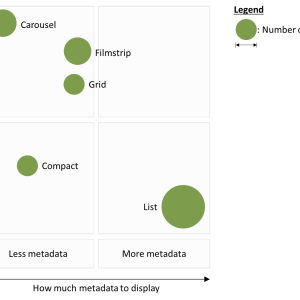 Legend
: Number o
Carousel
Filmstrip
Grid
Compact
List
Less metadata
More metadata
How much metadata to display